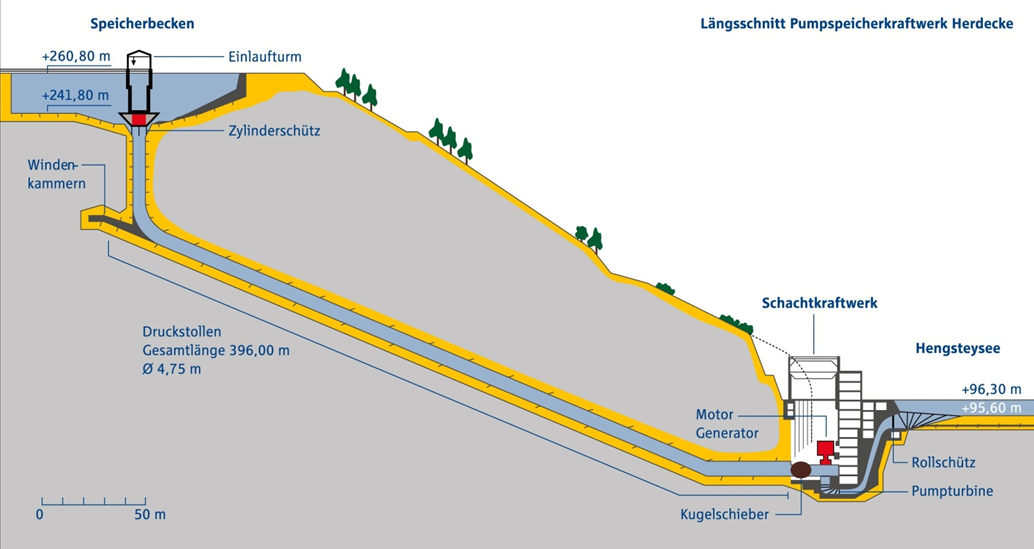 Speicherbecken
Längsschnitt Pumpspeicherkraftwerk Herdecke
+260,80 m
Einlaufturm
+241,80 m
Zylinderschütz
Winden-
kammern
Druckstollen
Gesamtlänge 396,00 m
Ø 4,75 m
Schachtkraftwerk
Hengsteysee
+96,30 m
+95,60 m
Motor
Generator
Rollschütz
Pumpturbine
Kugelschieber
0
50 m